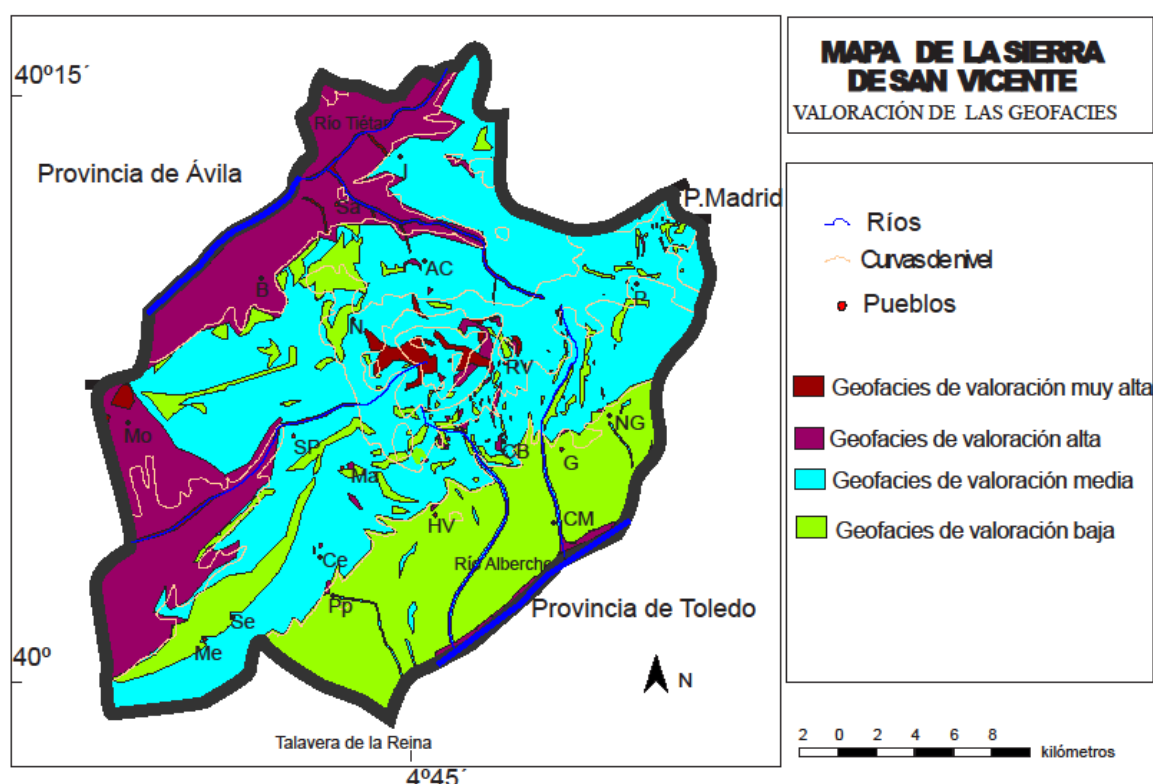 MAPA DE LA SIERRA
DE SAN VICENTE
VALORACIÓN DE LAS GEOFACIES
40º15´
Río Tiétar
Provincia de Ávila
J
P.Madrid
Sa
AC
B
P
N
RV
Mo
NG
SP
CB
G
Ma
HV
CM
Ce
Río Alberche
Pp
Provincia de Toledo
Se
Me
40º
N
Talavera de la Reina
4º45´
Ríos
Curvas de nivel
Pueblos
Geofacies de valoración muy alta
Geofacies de valoración alta
Geofacies de valoración media
Geofacies de valoración baja
2 0 2 4 6 8
kilómetros